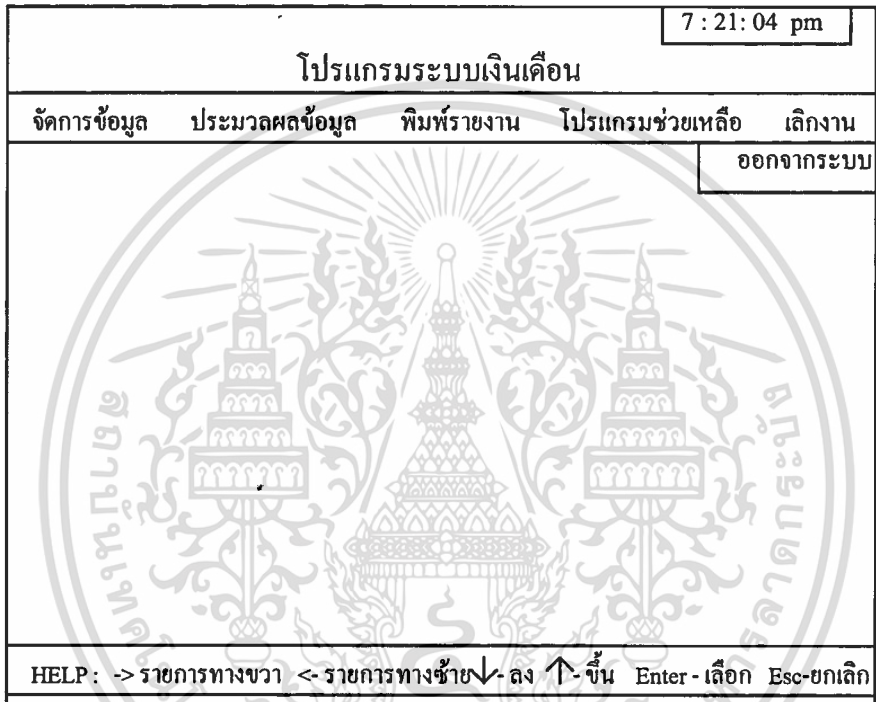 7 : 21: 04 pm
โปรแกรมระบบเงินเดือน
จัดการข้อมูล ประมวลผลข้อมูล พิมพ์รายงาน โปรแกรมช่วยเหลือ เลิกงาน
ออกจากระบบ
HELP : -> รายการทางขวา <- รายการทางซ้าย ↓- ลง ↑- ขึ้น Enter - เลือก Esc-ยกเลิก